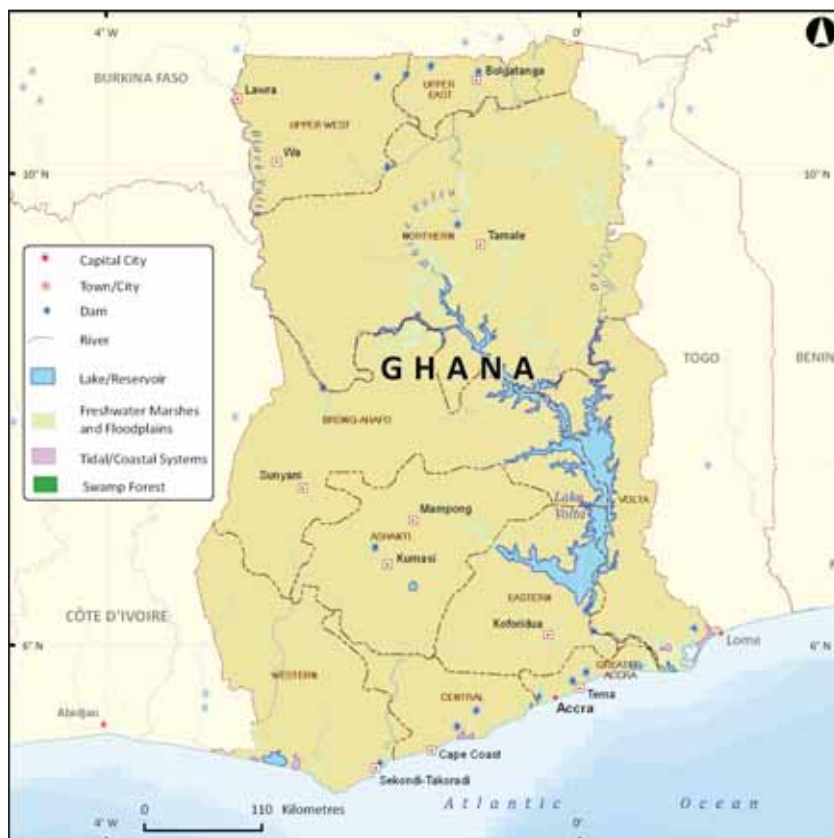 4° W
0°
BURKINA FASO
Lawra
Bolgatanga
UPPER EAST
UPPER WEST
Wa
10° N
10° N
NORTHERN
Tamale
Capital City
Town/City
Dam
River
Lake/Reservoir
Freshwater Marshes
and Floodplains
Tidal/Coastal Systems
Swamp Forest
GHANA
TOGO
BENIN
BRONG-AHAFO
Sunyani
Mampong
Lake
Volta
VOLTA
ASHANTI
Kumasi
CÔTE D'IVOIRE
EASTERN
Koforidua
6° N
Lome
6° N
WESTERN
GREATER
ACCRA
CENTRAL
Tema
Accra
Abidjan
Cape Coast
Sekondi-Takoradi
0 110 Kilometres
Atlantic Ocean
4° W
0°